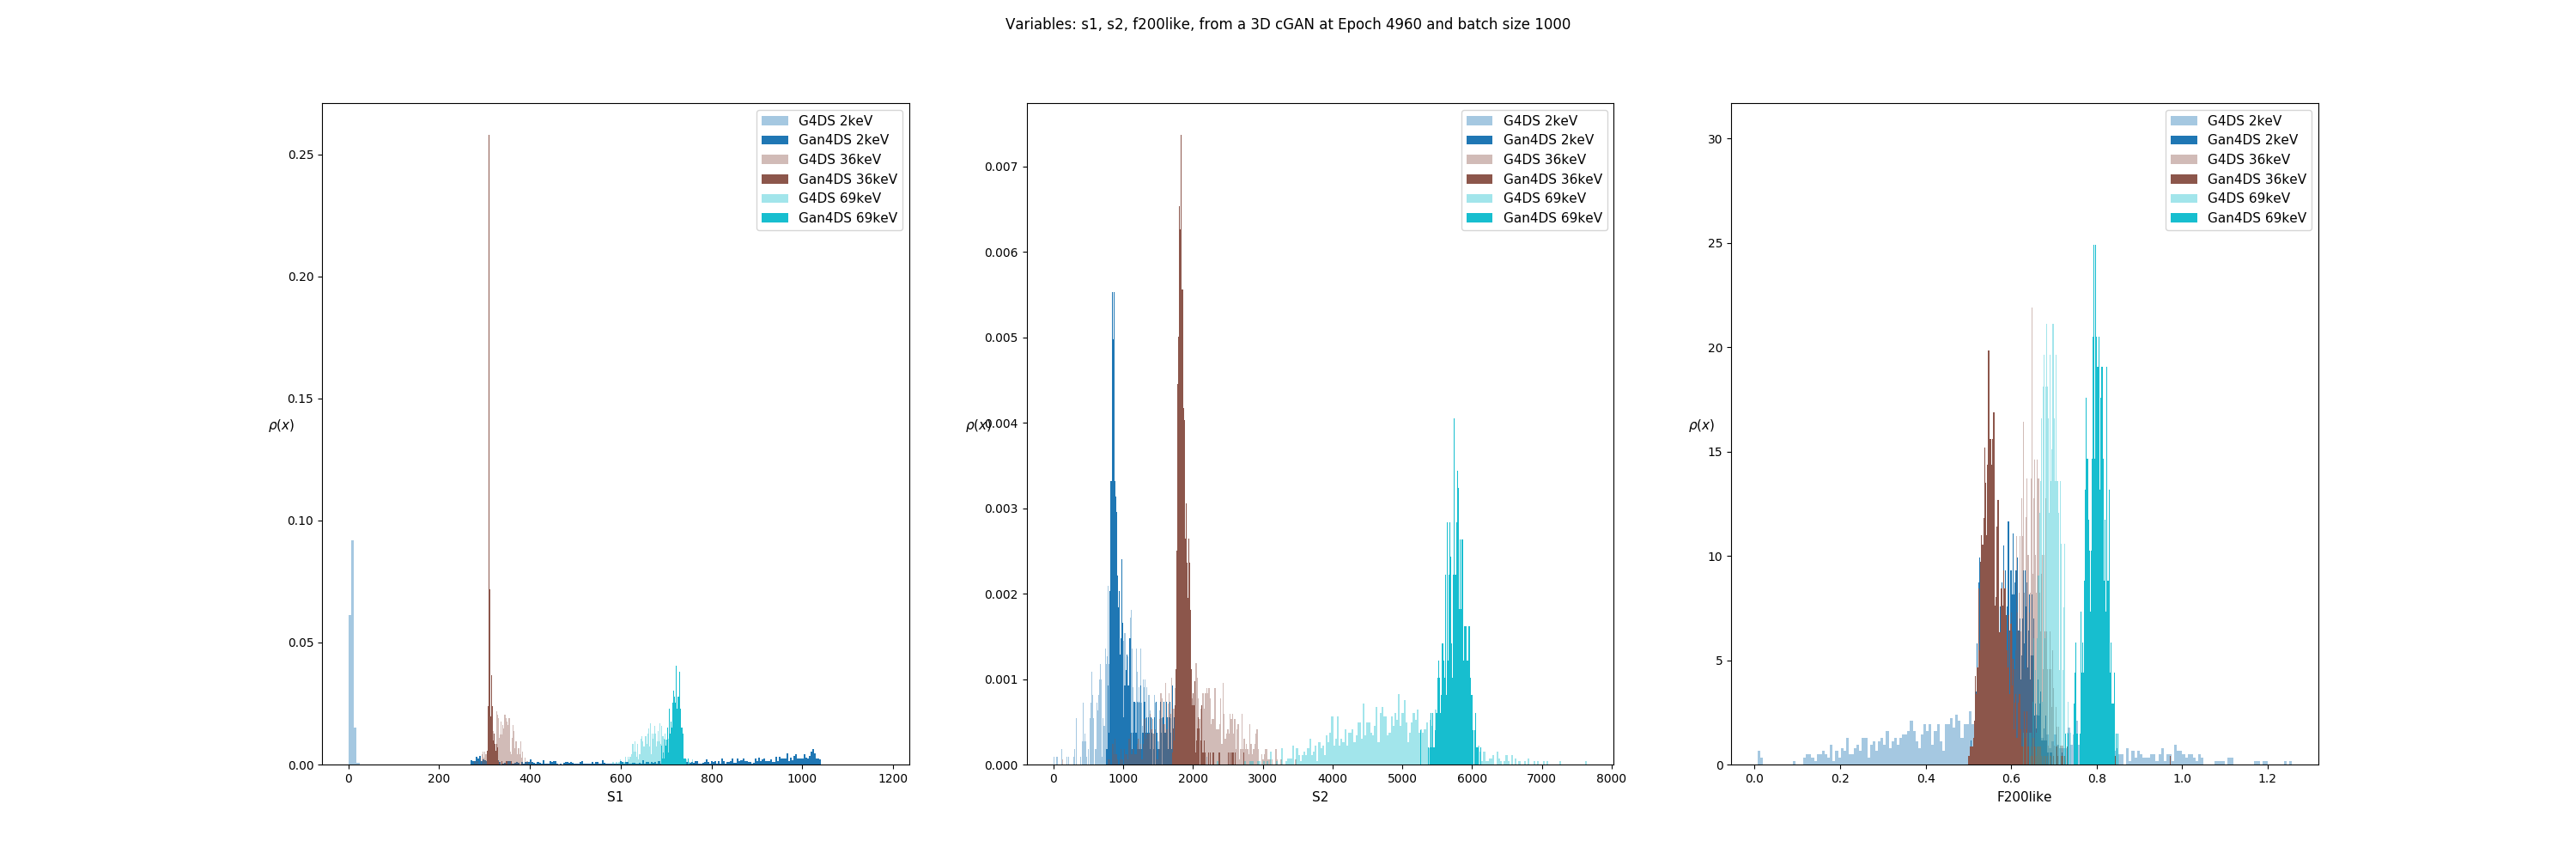 Variables: s1, s2, f200like, from a 3D cGAN at Epoch 4960 and batch size 1000
G4DS 2keV
Gan4DS 2keV
G4DS 36keV
Gan4DS 36keV
G4DS 69keV
Gan4DS 69keV
0.25
0.20
0.15
0.10
0.05
0.00
ρ(x)
0
200
400
600
800
1000
1200
S1
G4DS 2keV
Gan4DS 2keV
G4DS 36keV
Gan4DS 36keV
G4DS 69keV
Gan4DS 69keV
0.007
0.006
0.005
0.004
0.003
0.002
0.001
0.000
ρ(x)
0
1000
2000
3000
4000
5000
6000
7000
8000
S2
G4DS 2keV
Gan4DS 2keV
G4DS 36keV
Gan4DS 36keV
G4DS 69keV
Gan4DS 69keV
30
25
20
15
10
5
0
ρ(x)
0.0
0.2
0.4
0.6
0.8
1.0
1.2
F200like